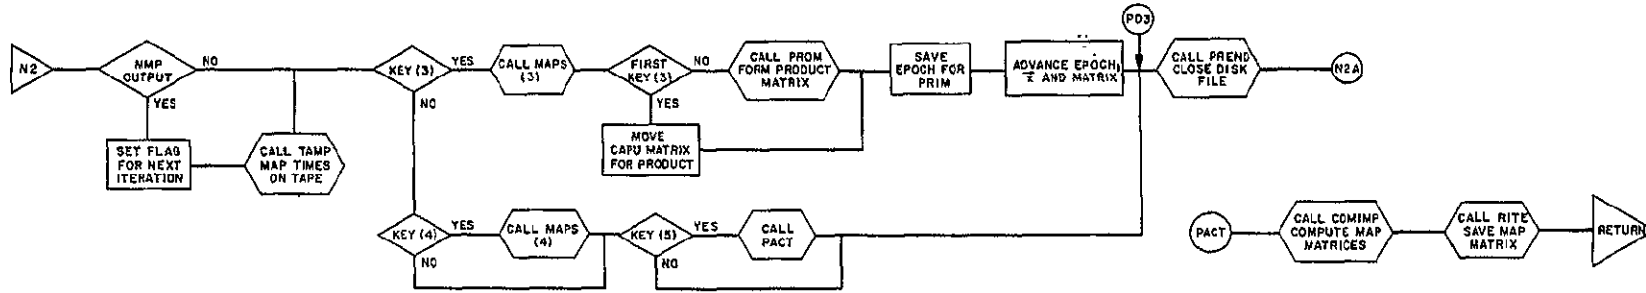 N2
NMP
OUTPUT
NO
YES
SET FLAG
FOR NEXT
ITERATION
CALL TAMP
MAP TIMES
ON TAPE
KEY (3)
YES
NO
CALL MAPS
(3)
FIRST
KEY (3)
NO
YES
CALL PROM
FORM PRODUCT
MATRIX
MOVE
CAPU MATRIX
FOR PRODUCT
SAVE
EPOCH FOR
PRIM
ADVANCE EPOCH,
X̄ AND MATRIX
PD3
CALL PREND
CLOSE DISK
FILE
N2A
KEY (4)
YES
NO
CALL MAPS
(4)
KEY (5)
YES
NO
CALL
PACT
PACT
CALL COMIMP
COMPUTE MAP
MATRICES
CALL RITE
SAVE MAP
MATRIX
RETURN